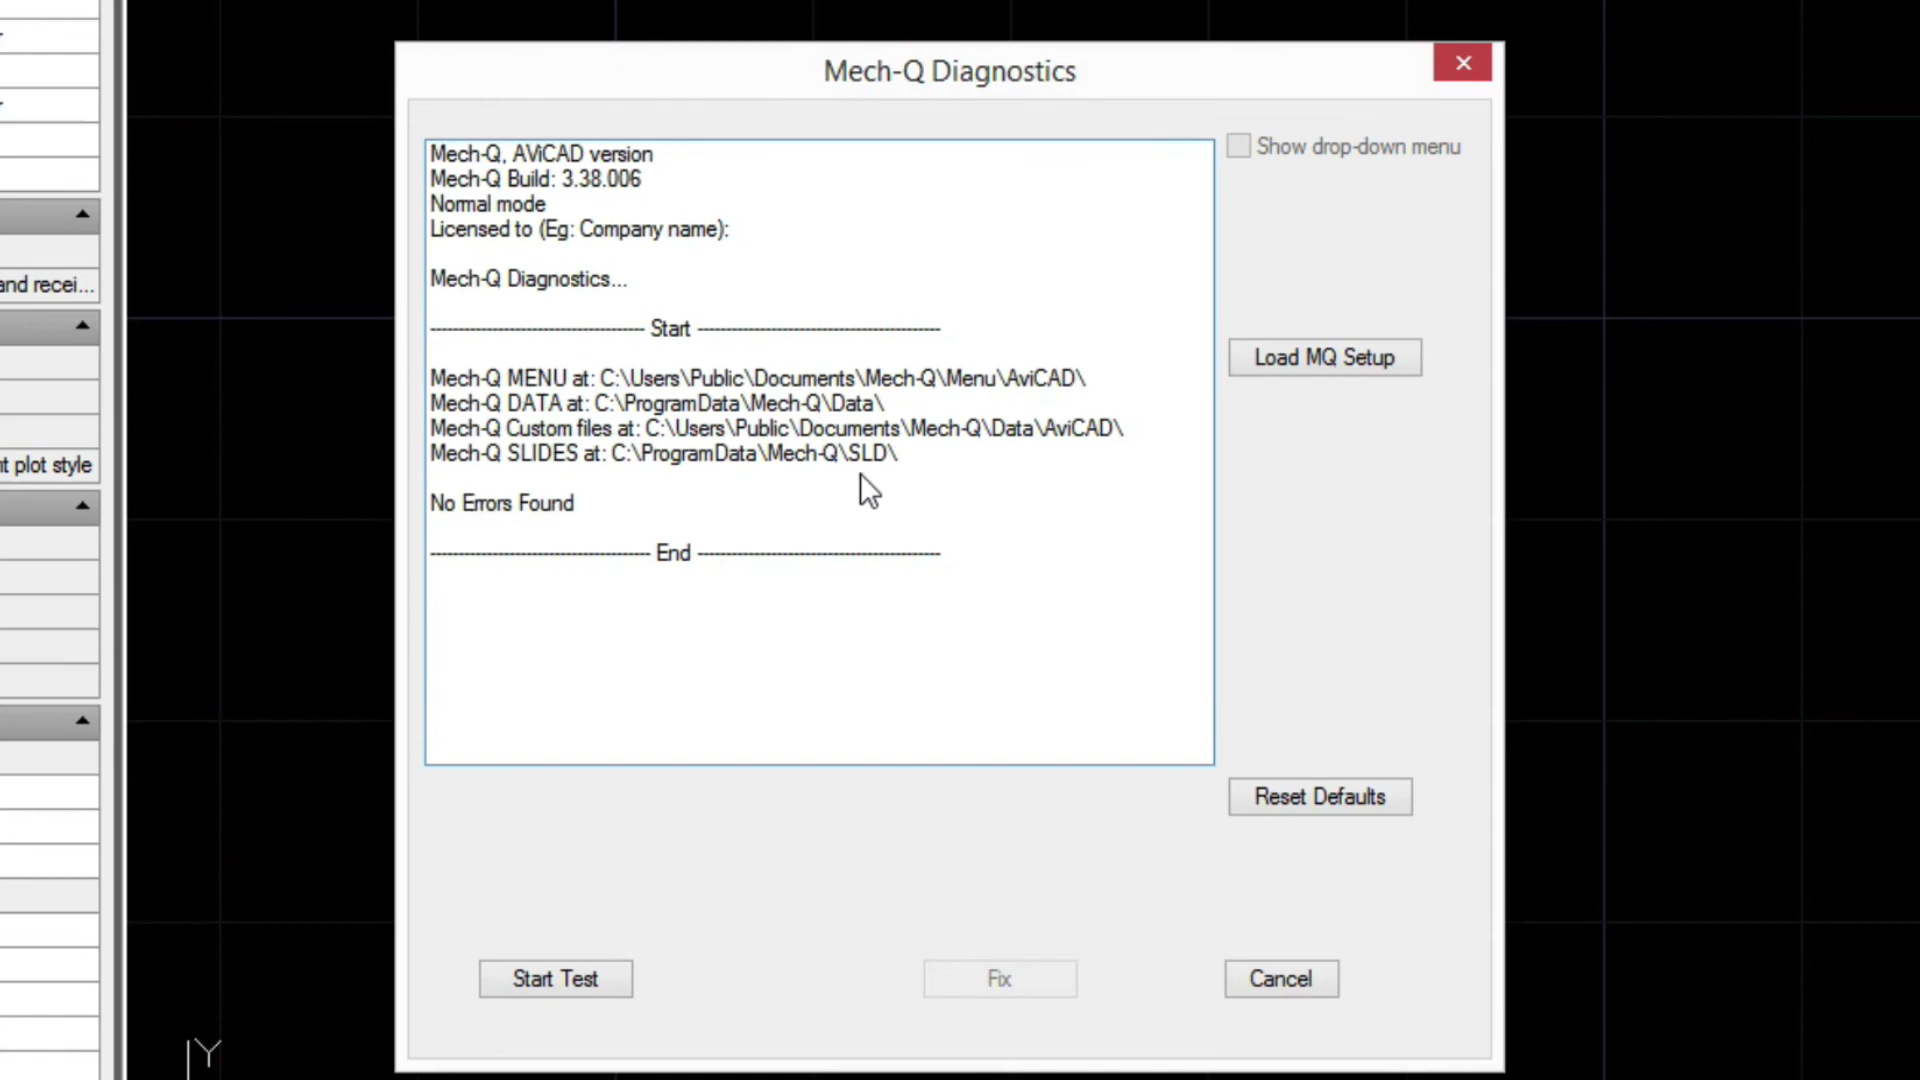 Mech-Q Diagnostics
Show drop-down menu
Mech-Q, AViCAD version
Mech-Q Build: 3.38.006
Normal mode
Licensed to (Eg: Company name):
Mech-Q Diagnostics...
------------------------------------ Start ------------------------------------
Load MQ Setup
Mech-Q MENU at: C:\Users\Public\Documents\Mech-Q\Menu\AviCAD\
Mech-Q DATA at: C:\ProgramData\Mech-Q\Data\
Mech-Q Custom files at: C:\Users\Public\Documents\Mech-Q\Data\AviCAD\
Mech-Q SLIDES at: C:\ProgramData\Mech-Q\SLD\
No Errors Found
------------------------------------ End ------------------------------------
Reset Defaults
Start Test
Fix
Cancel
and recei...
plot style
Y